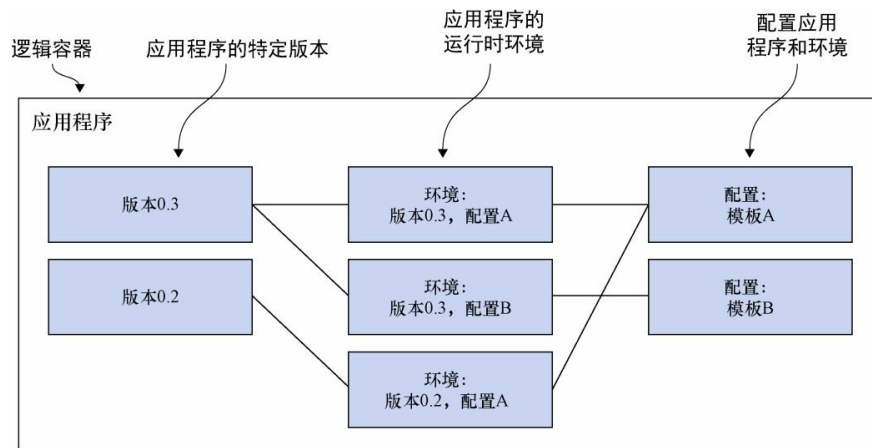 逻辑容器
应用程序的特定版本
应用程序的
运行时环境
配置应用
程序和环境
应用程序
版本0.3
环境：
版本0.3，配置A
配置：
模板A
版本0.2
环境：
版本0.3，配置B
配置：
模板B
环境：
版本0.2，配置A